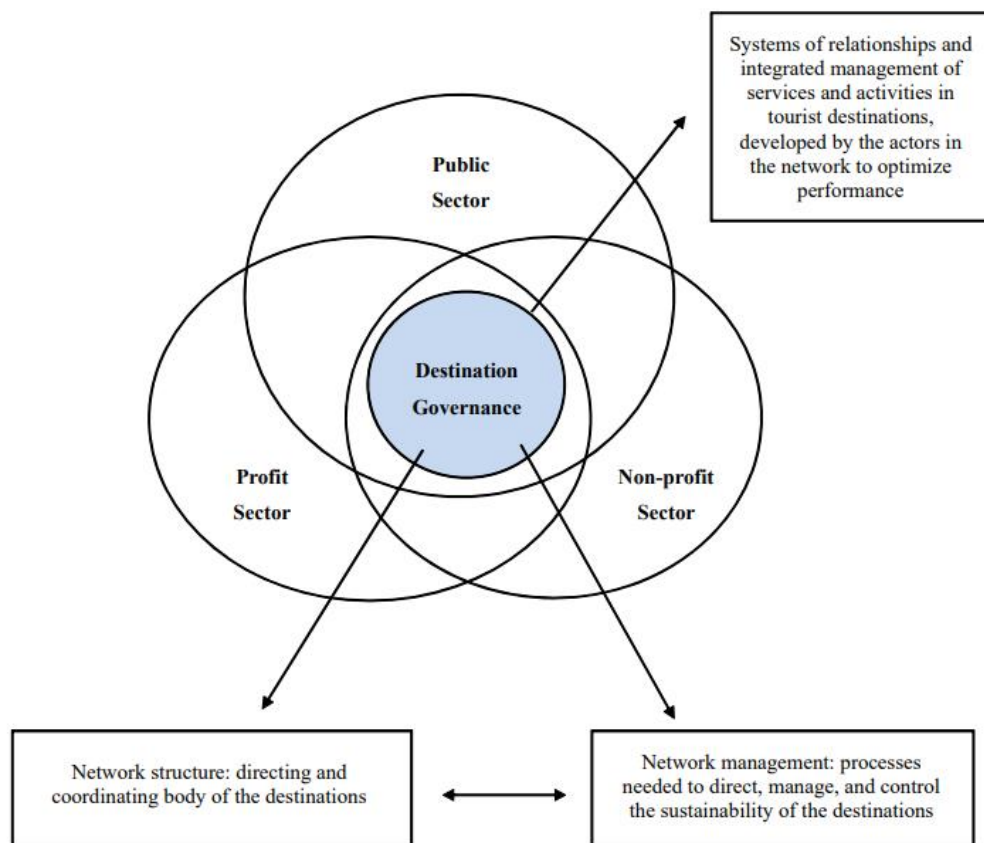 Systems of relationships and
integrated management of
services and activities in
tourist destinations,
developed by the actors in
the network to optimize
performance
Public
Sector
Destination
Governance
Profit
Sector
Non-profit
Sector
Network structure: directing and
coordinating body of the destinations
Network management: processes
needed to direct, manage, and control
the sustainability of the destinations